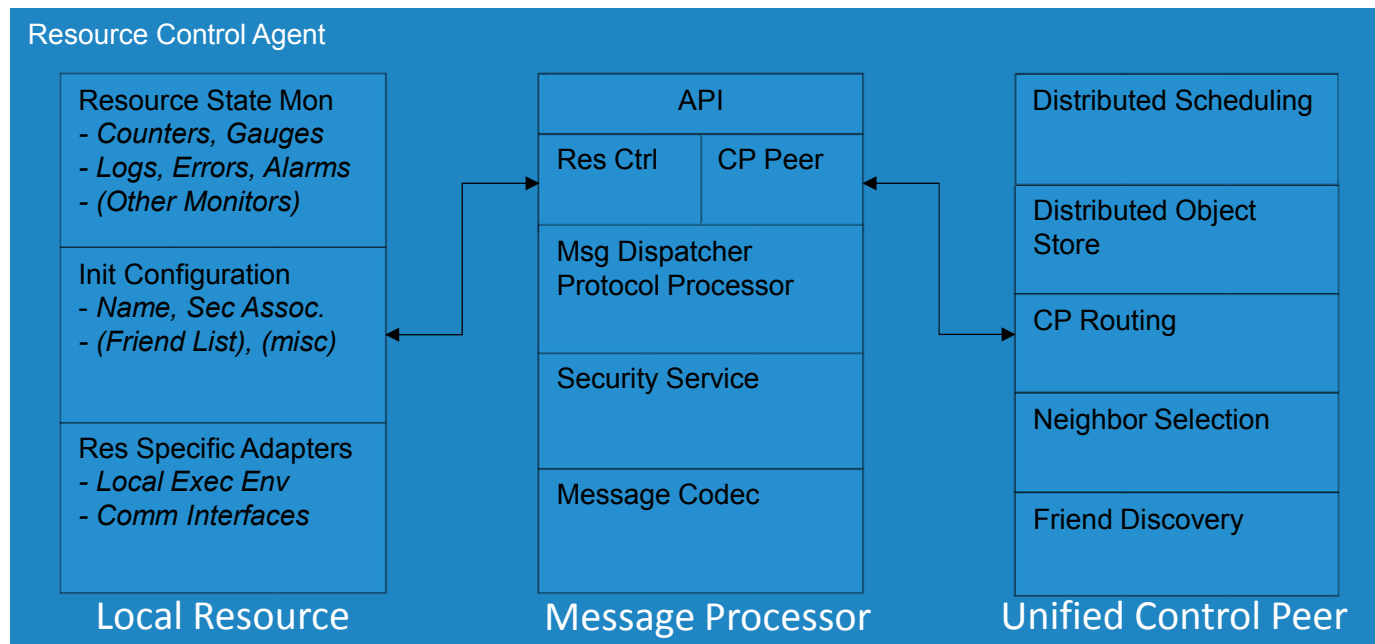 Resource Control Agent
Resource State Mon
- Counters, Gauges
- Logs, Errors, Alarms
- (Other Monitors)
Init Configuration
- Name, Sec Assoc.
- (Friend List), (misc)
Res Specific Adapters
- Local Exec Env
- Comm Interfaces
Local Resource
API
Res Ctrl
CP Peer
Msg Dispatcher
Protocol Processor
Security Service
Message Codec
Message Processor
Distributed Scheduling
Distributed Object
Store
CP Routing
Neighbor Selection
Friend Discovery
Unified Control Peer